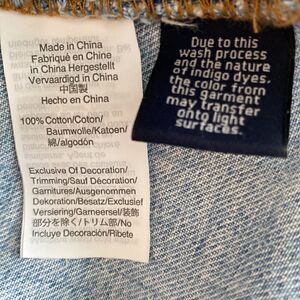 Made in China
Fabriqué en Chine
in China Hergestellt
Vervaardigd in China
中国製
Hecho en China
100% Cotton/Coton/
Baumwolle/Katoen/
綿/algodón
Exclusive Of Decoration/
Trimming/Sauf Décoration/
Garnitures/Ausgenommen
Dekoration/Besatz/Exclusief
Versiering/Garneersel/装飾
部分を除く/トリム部/No
Incluye Decoración/Ribete
Due to this
wash process
and the nature
of indigo dyes,
the color from
this garment
may transfer
onto light
surfaces.